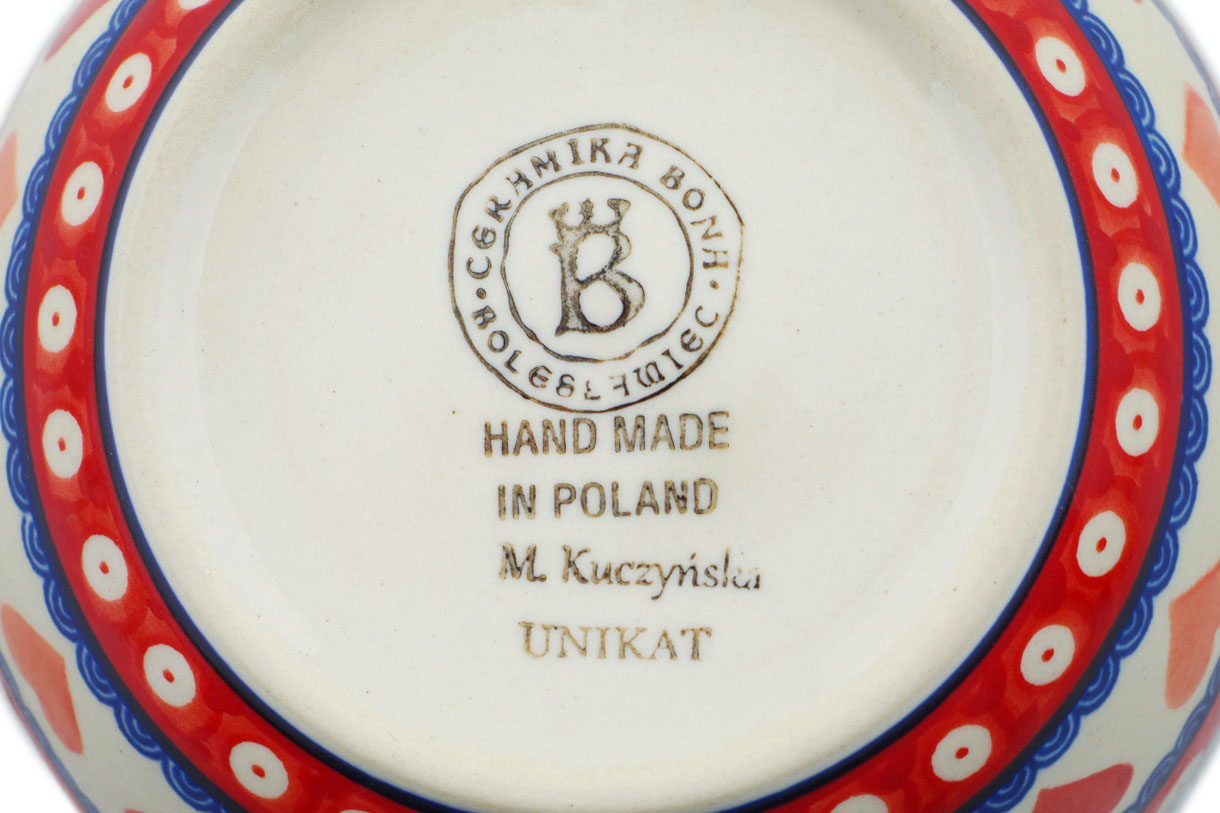 CERAMIKA BONA
BOLESŁAWIEC
B
HAND MADE
IN POLAND
M. Kuczyńska
UNIKAT